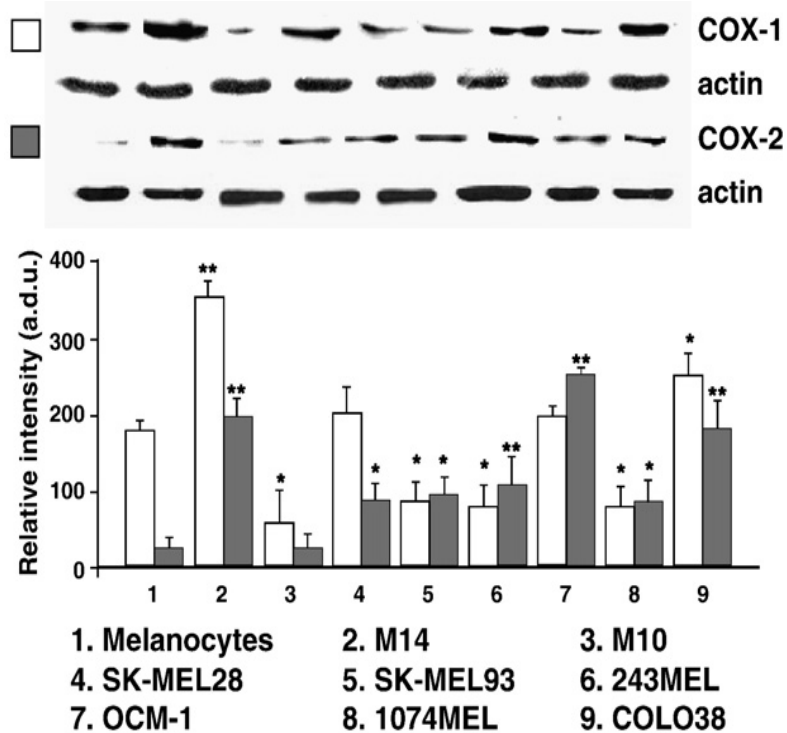 COX-1
actin
COX-2
actin
Relative intensity (a.d.u.)
400
300
200
100
0
** ** * * * * * ** ** * * * **
1 2 3 4 5 6 7 8 9
1. Melanocytes 2. M14 3. M10
4. SK-MEL28 5. SK-MEL93 6. 243MEL
7. OCM-1 8. 1074MEL 9. COLO38